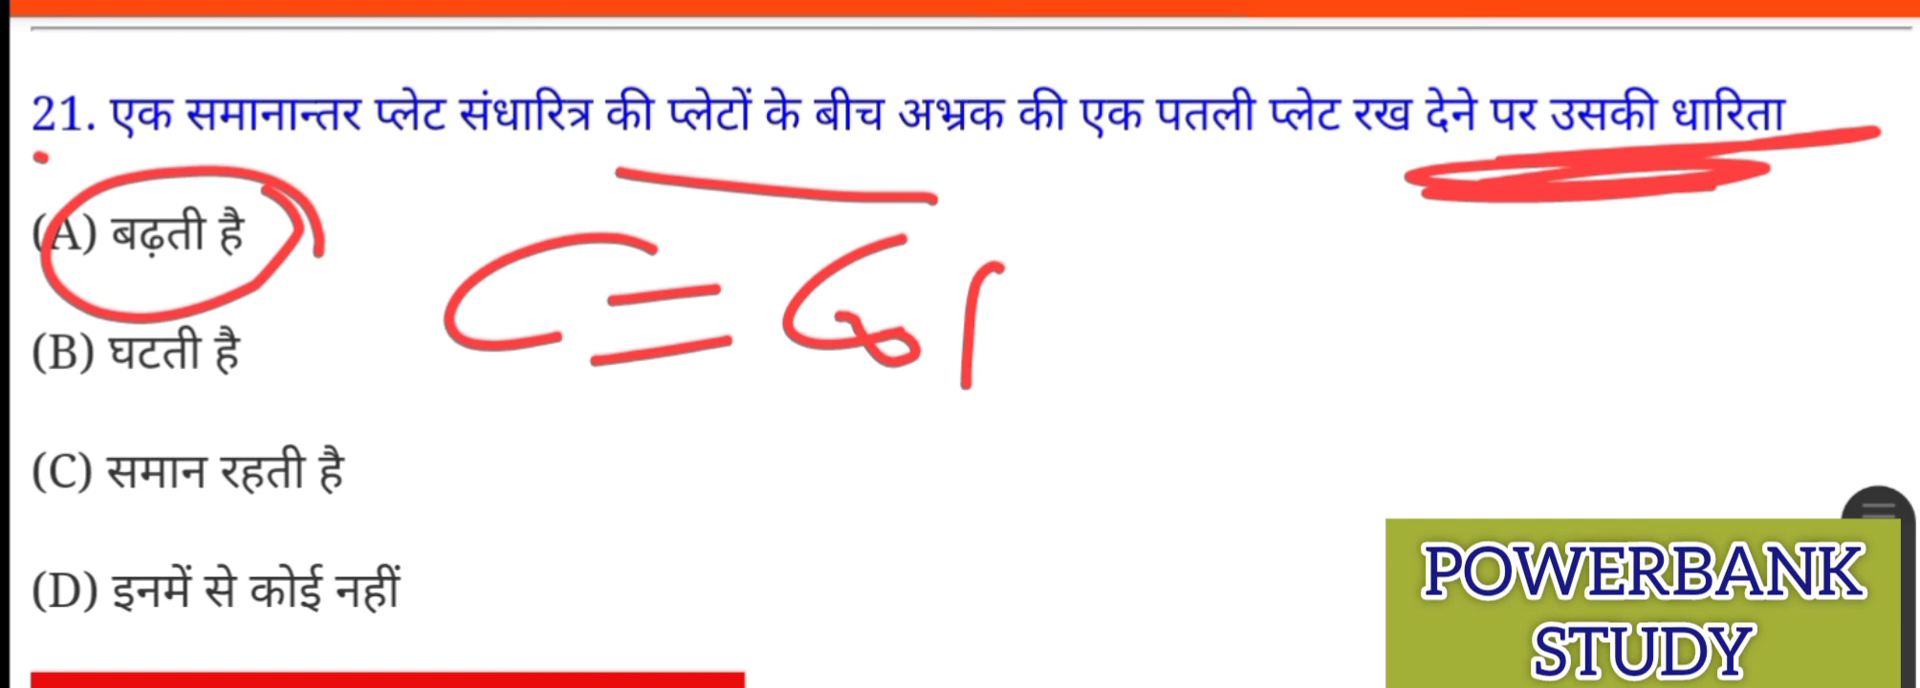 21. एक समानान्तर प्लेट संधारित्र की प्लेटों के बीच अभ्रक की एक पतली प्लेट रख देने पर उसकी धारिता
(A) बढ़ती है
(B) घटती है
(C) समान रहती है
(D) इनमें से कोई नहीं
POWERBANK
STUDY